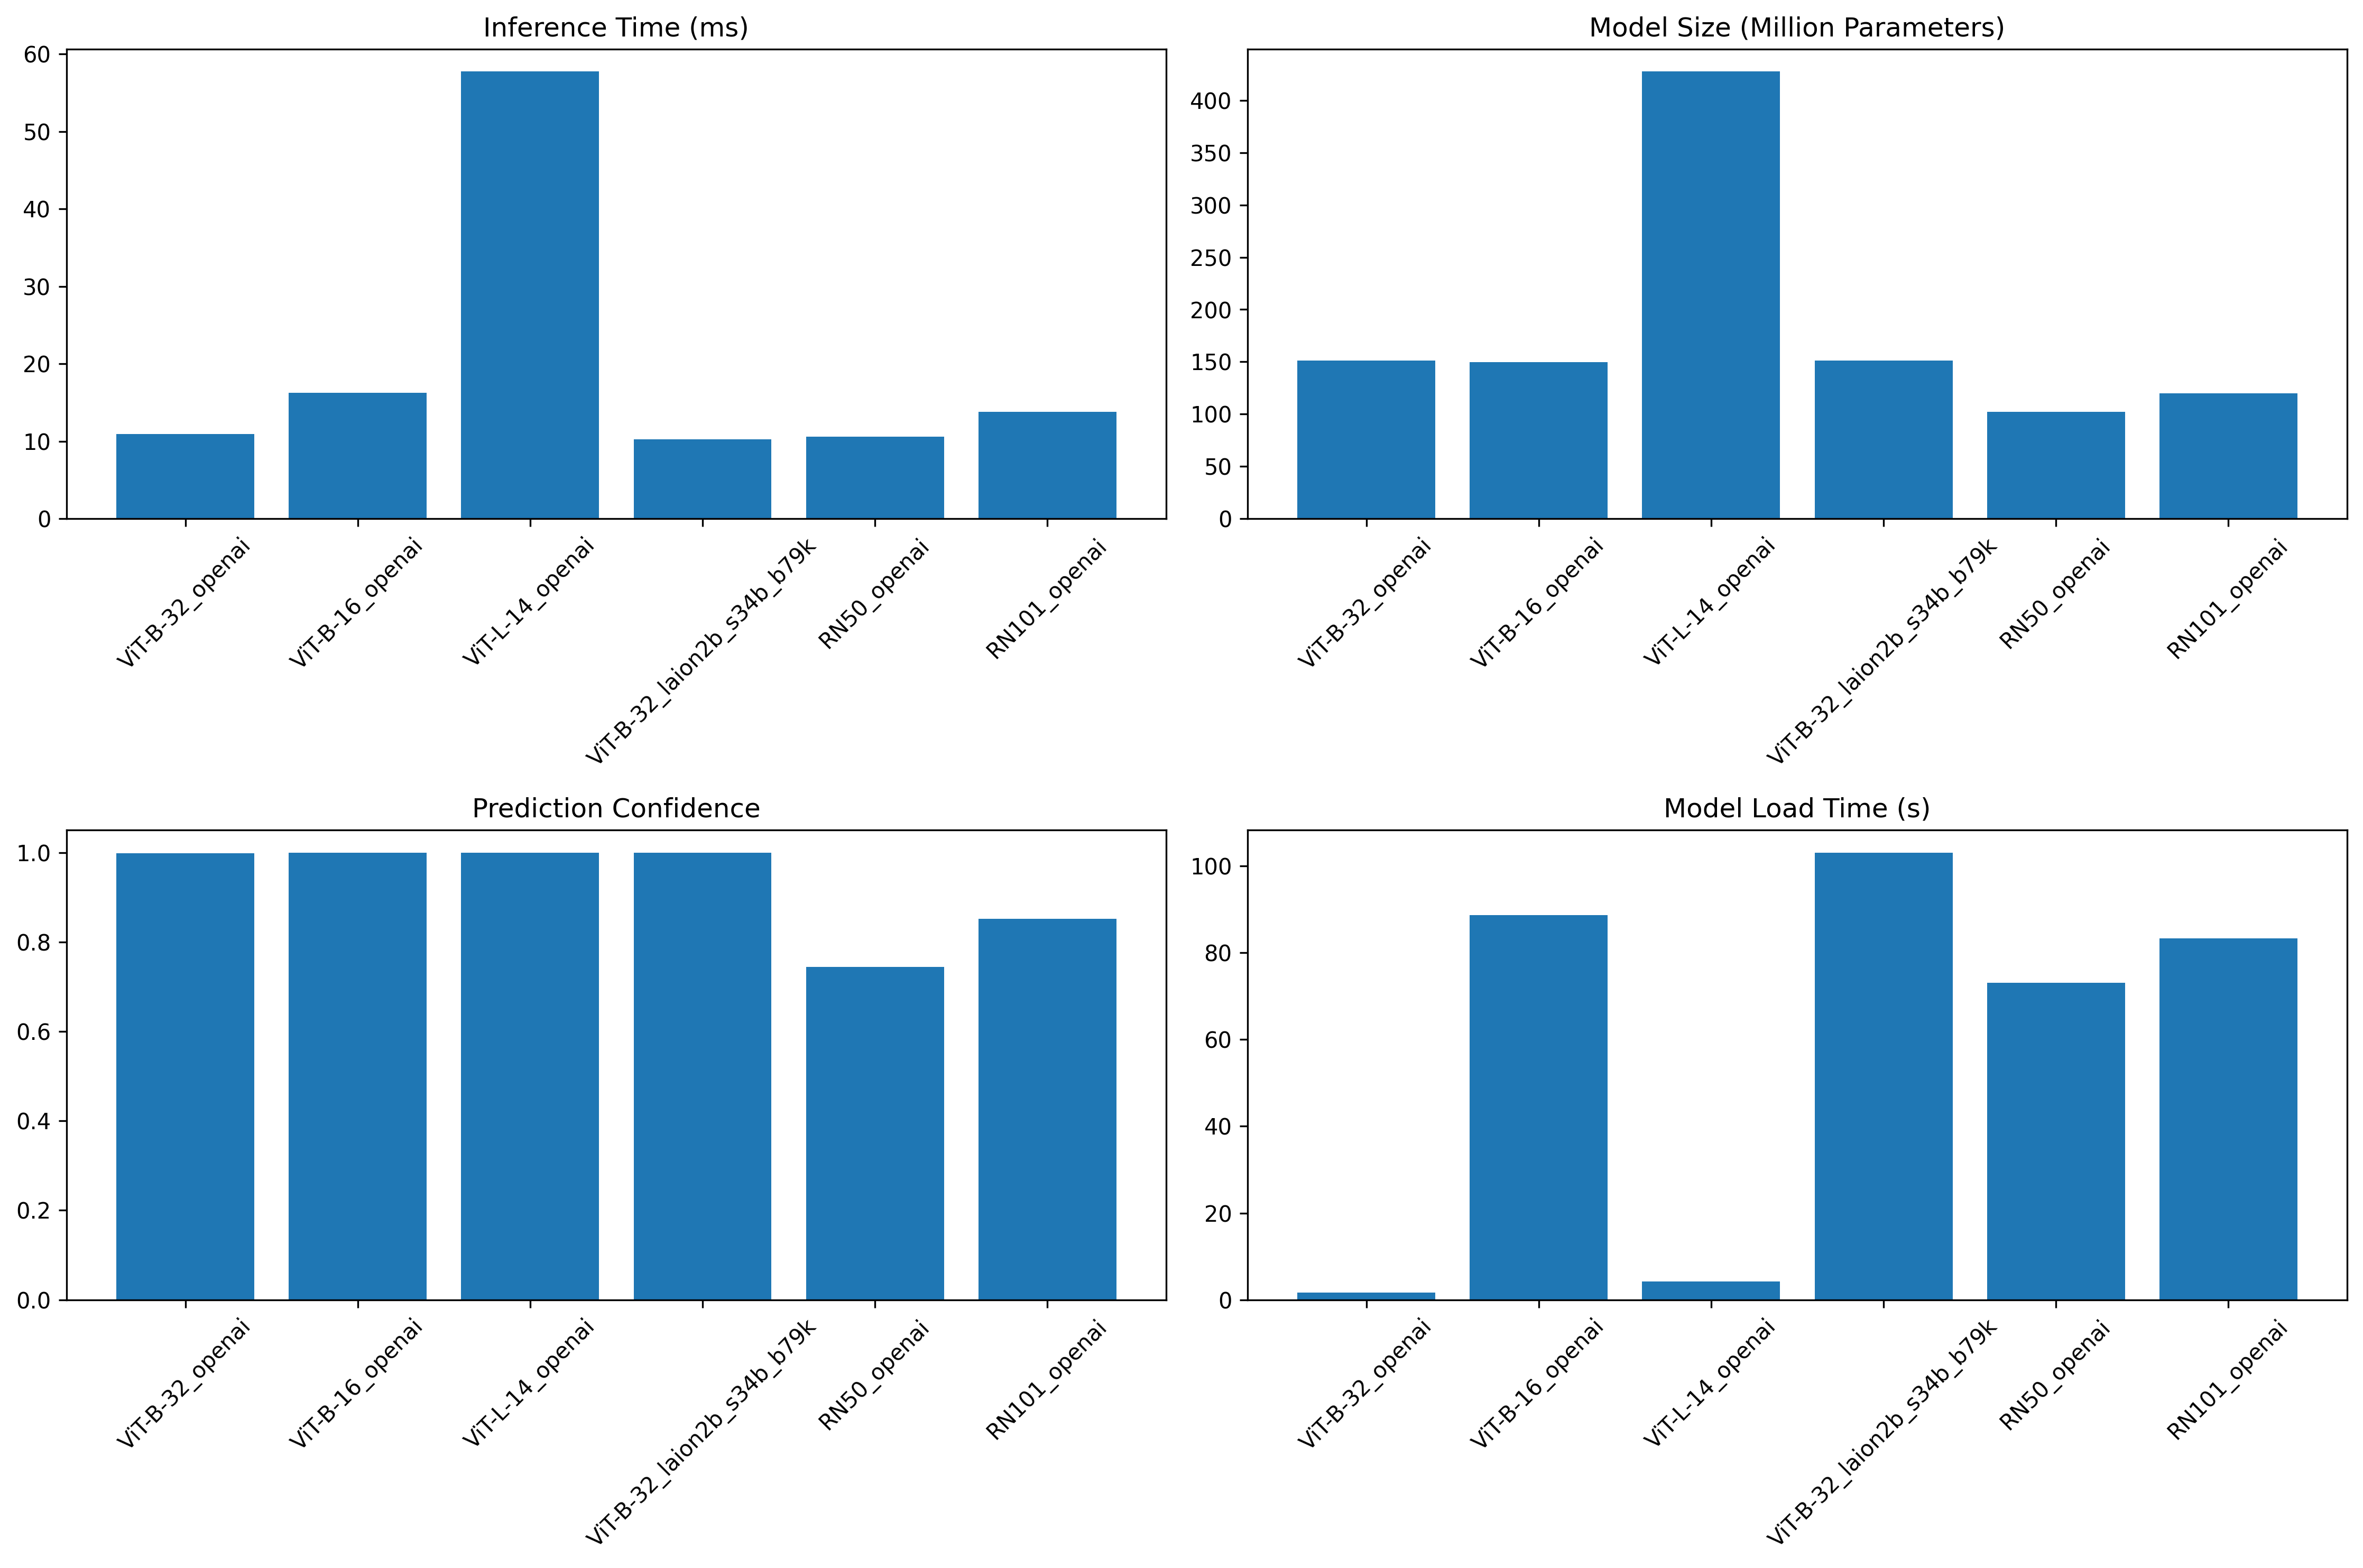 Inference Time (ms)
60
50
40
30
20
10
0
ViT-B-32_openai
ViT-B-16_openai
ViT-L-14_openai
ViT-B-32_laion2b_s34b_b79k
RN50_openai
RN101_openai
Model Size (Million Parameters)
400
350
300
250
200
150
100
50
0
ViT-B-32_openai
ViT-B-16_openai
ViT-L-14_openai
ViT-B-32_laion2b_s34b_b79k
RN50_openai
RN101_openai
Prediction Confidence
1.0
0.8
0.6
0.4
0.2
0.0
ViT-B-32_openai
ViT-B-16_openai
ViT-L-14_openai
ViT-B-32_laion2b_s34b_b79k
RN50_openai
RN101_openai
Model Load Time (s)
100
80
60
40
20
0
ViT-B-32_openai
ViT-B-16_openai
ViT-L-14_openai
ViT-B-32_laion2b_s34b_b79k
RN50_openai
RN101_openai